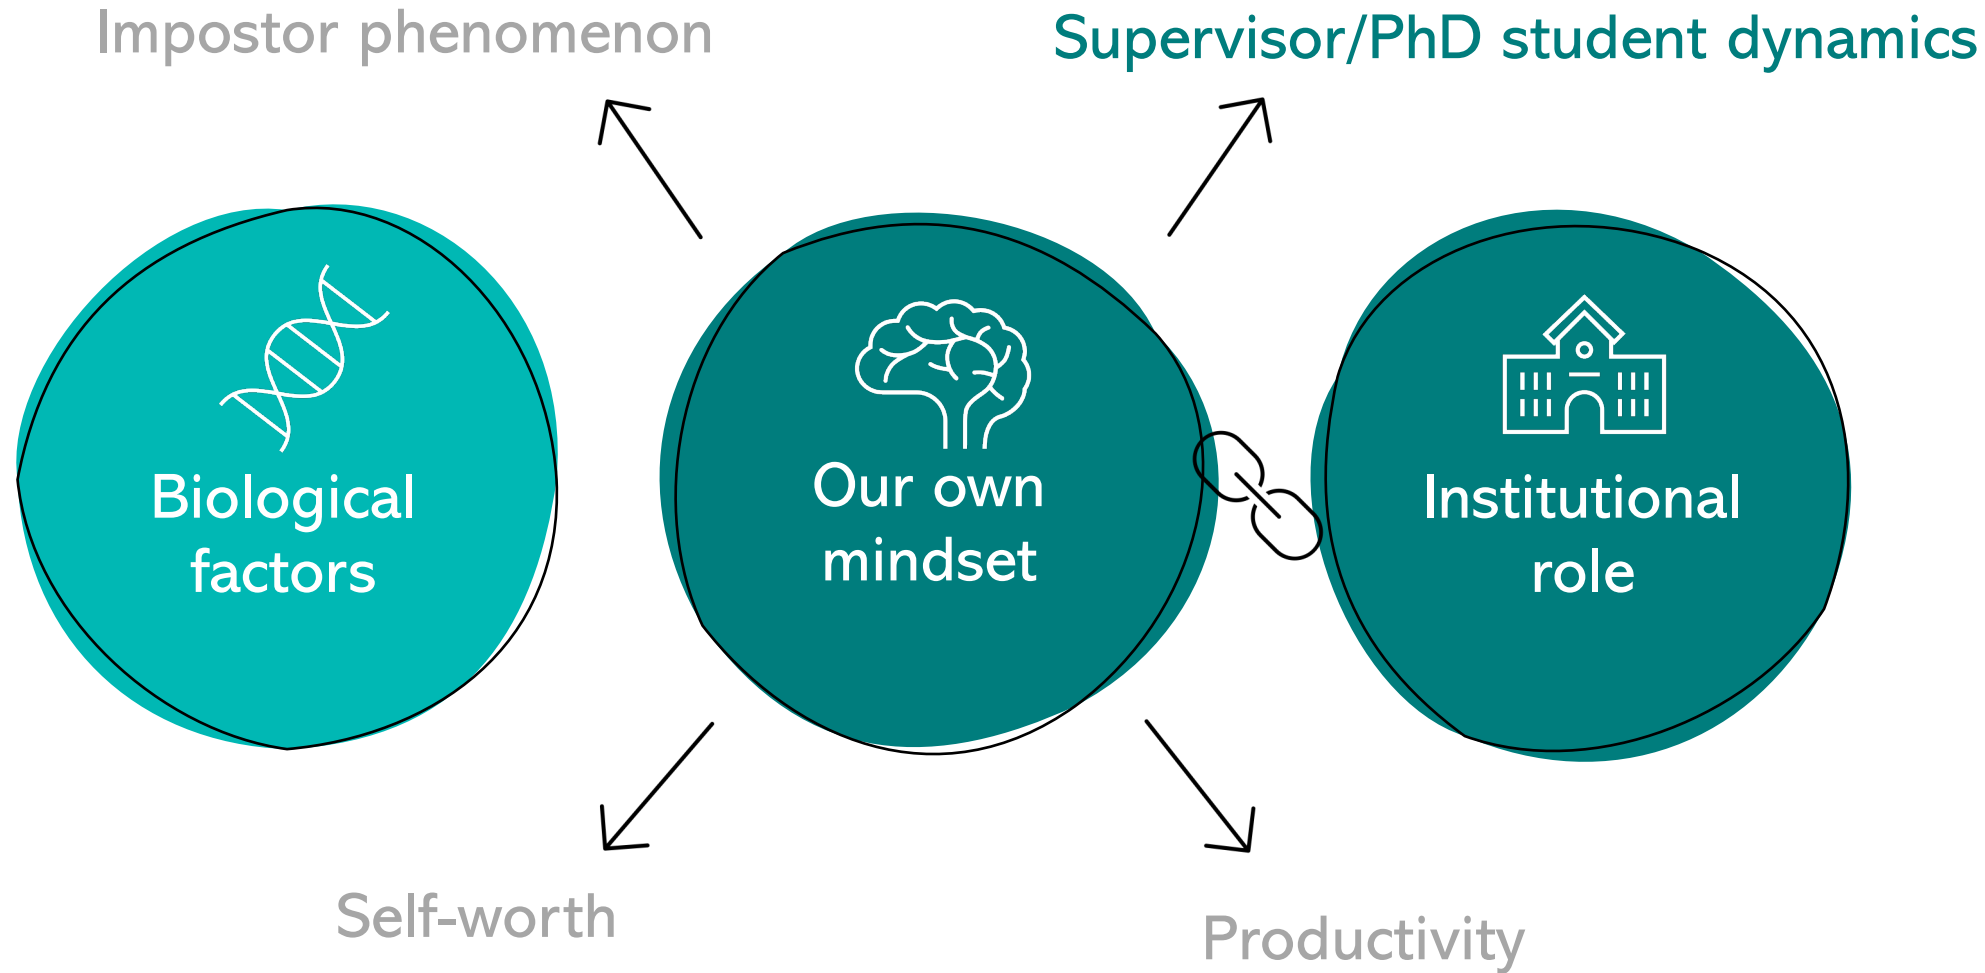 Impostor phenomenon
Supervisor/PhD student dynamics
Biological
factors
Our own
mindset
Institutional
role
Self-worth
Productivity